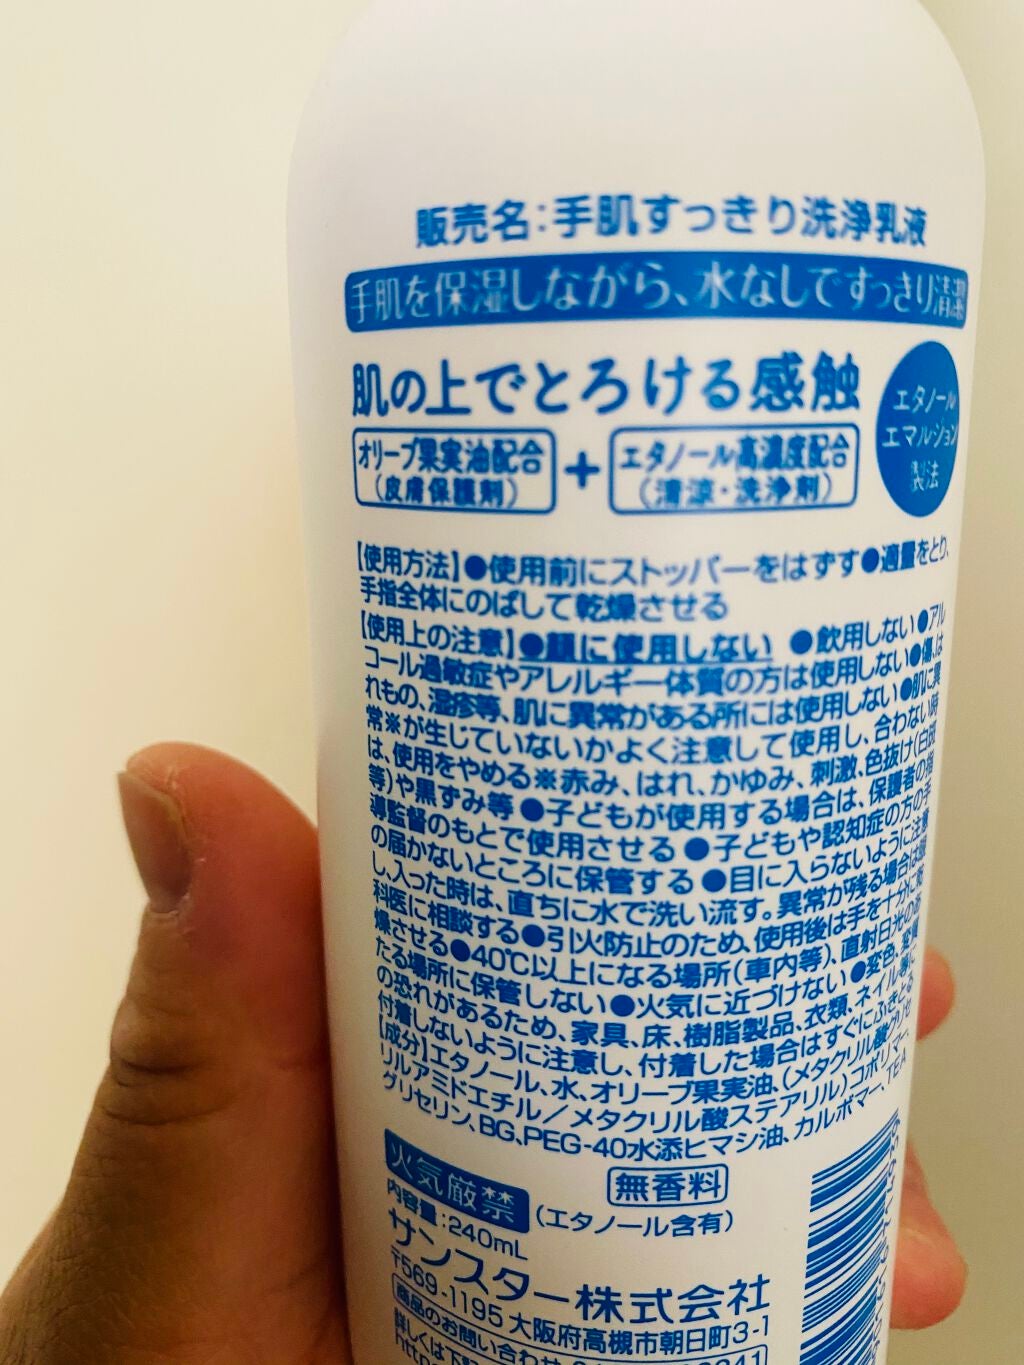 販売名:手肌すっきり洗浄乳液
手肌を保湿しながら、水なしですっきり清潔
肌の上でとろける感触
エタノール
エマルジョン
製法
オリーブ果実油配合
(皮膚保護剤)
+
エタノール高濃度配合
(清涼・洗浄剤)
【使用方法】●使用前にストッパーをはずす●適量をとり、
手指全体にのばして乾燥させる
【使用上の注意】●顔に使用しない ●飲用しない●アル
コール過敏症やアレルギー体質の方は使用しない●傷、は
れもの、湿疹等、肌に異常がある所には使用しない●肌に異
常※が生じていないかよく注意して使用し、合わない時
は、使用をやめる※赤み、はれ、かゆみ、刺激、色抜け(白斑
等)や黒ずみ等●子どもが使用する場合は、保護者の指
導監督のもとで使用させる●子どもや認知症の方の手
の届かないところに保管する●目に入らないように注意
し、入った時は、直ちに水で洗い流す。異常が残る場合は眼
科医に相談する●引火防止のため、使用後は手を十分に乾
燥させる●40℃以上になる場所(車内等)、直射日光のあ
たる場所に保管しない●火気に近づけない●変色、変質
の恐れがあるため、家具、床、樹脂製品、衣類、ネイル等に
付着しないように注意し、付着した場合はすぐにふきとる
【成分】エタノール、水、オリーブ果実油、(メタクリル酸グリセ
リルアミドエチル/メタクリル酸ステアリル)コポリマー、
グリセリン、BG、PEG-40水添ヒマシ油、カルボマー、TEA
火気厳禁
無香料
(エタノール含有)
内容量:240mL
サンスター株式会社
〒569-1195 大阪府高槻市朝日町3-1
商品のお問い合わせ
詳しくは下記